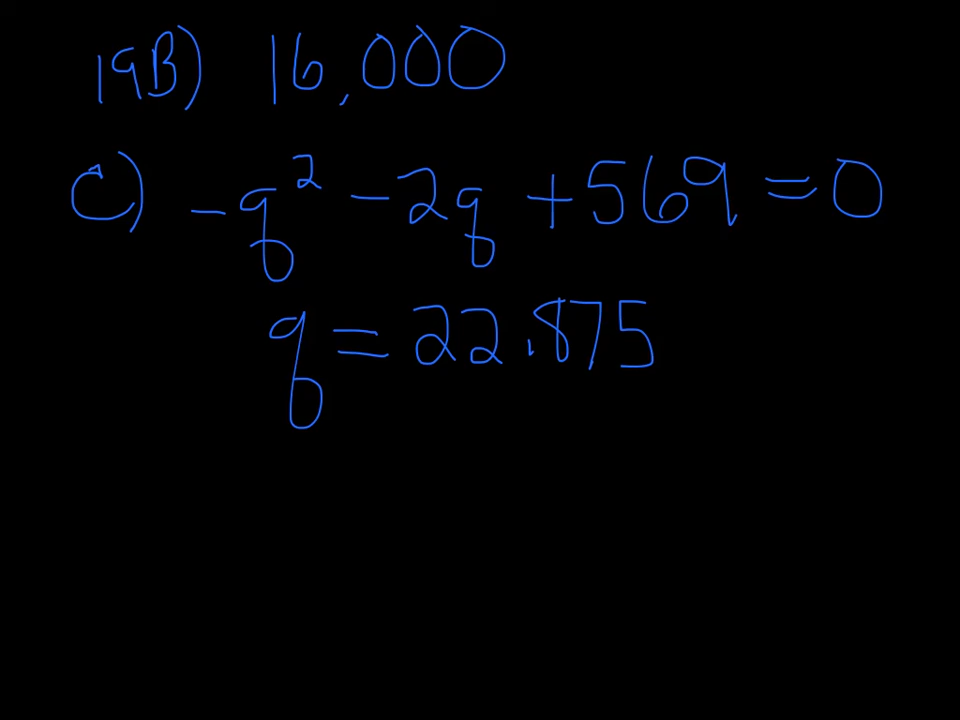 19B) 16,000
C) -q² - 2q + 569 = 0
q = 22.875